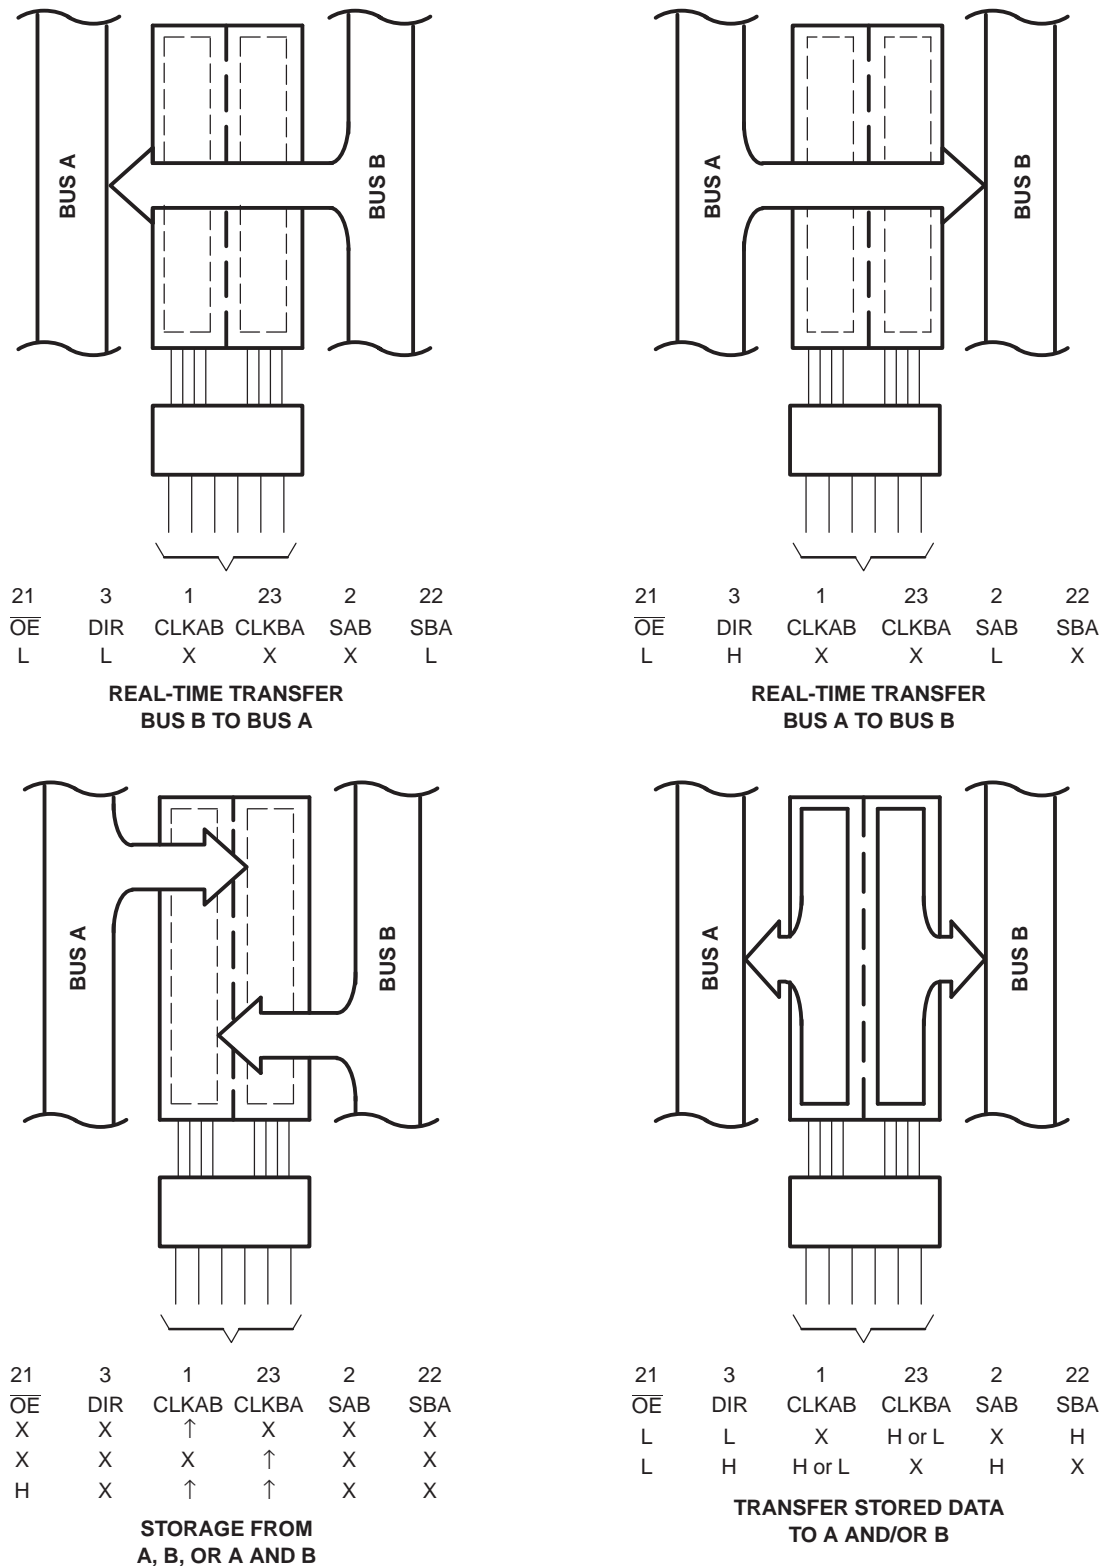 BUS A
BUS B
21 3 1 23 2 22
OE DIR CLKAB CLKBA SAB SBA
L L X X X L
REAL-TIME TRANSFER
BUS B TO BUS A
BUS A
BUS B
21 3 1 23 2 22
OE DIR CLKAB CLKBA SAB SBA
L H X X L X
REAL-TIME TRANSFER
BUS A TO BUS B
BUS A
BUS B
21 3 1 23 2 22
OE DIR CLKAB CLKBA SAB SBA
X X ↑ X X X
X X X ↑ X X
H X ↑ ↑ X X
STORAGE FROM
A, B, OR A AND B
BUS A
BUS B
21 3 1 23 2 22
OE DIR CLKAB CLKBA SAB SBA
L L X H or L X H
L H H or L X H X
TRANSFER STORED DATA
TO A AND/OR B